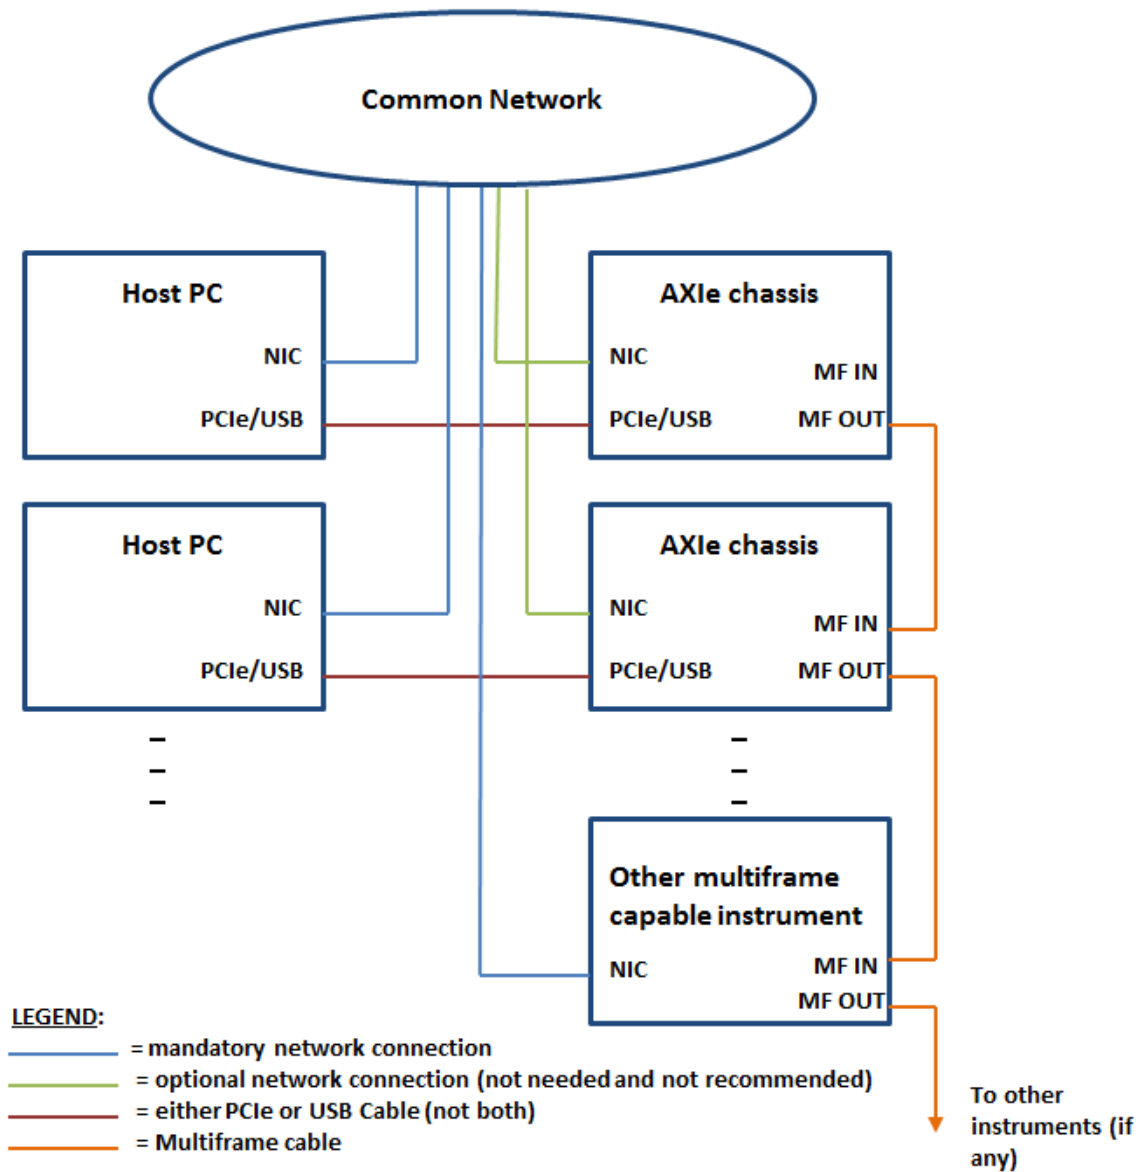 Common Network
Host PC
NIC
PCIe/USB
AXIe chassis
NIC
MF IN
PCIe/USB
MF OUT
Host PC
NIC
PCIe/USB
AXIe chassis
NIC
MF IN
PCIe/USB
MF OUT
Other multiframe
capable instrument
NIC
MF IN
MF OUT
LEGEND:
= mandatory network connection
= optional network connection (not needed and not recommended)
= either PCIe or USB Cable (not both)
= Multiframe cable
To other
instruments (if
any)